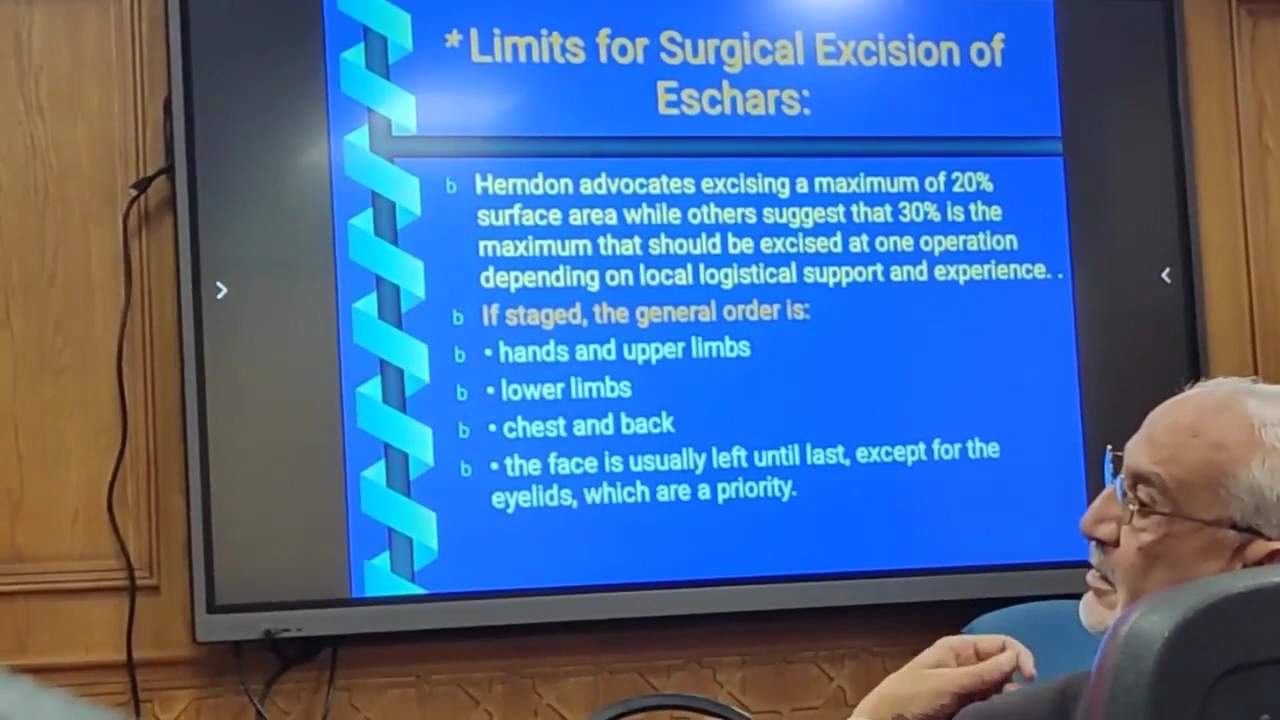 * Limits for Surgical Excision of
Eschars:
b Herndon advocates excising a maximum of 20%
surface area while others suggest that 30% is the
maximum that should be excised at one operation
depending on local logistical support and experience. .
b If staged, the general order is:
b • hands and upper limbs
b • lower limbs
b • chest and back
b • the face is usually left until last, except for the
eyelids, which are a priority.